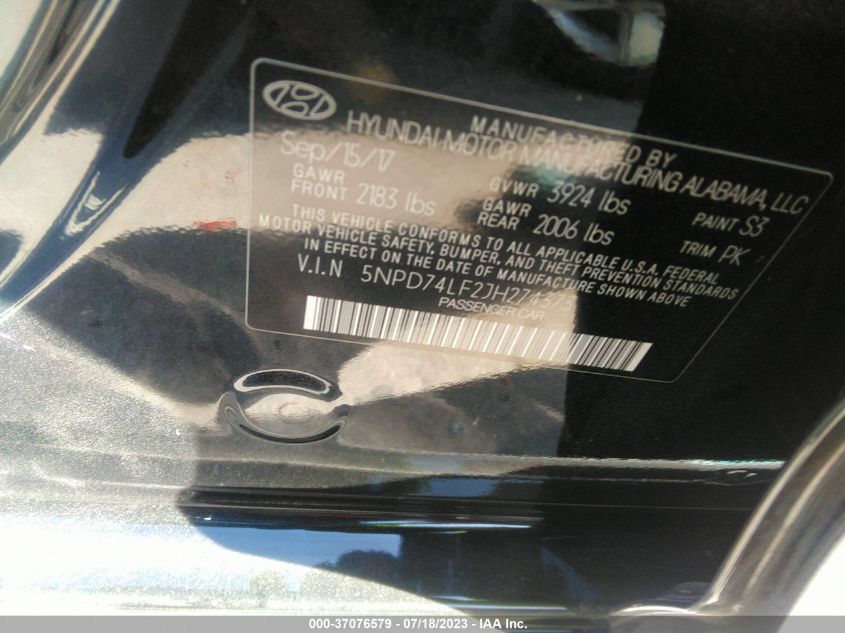 MANUFACTURED BY
HYUNDAI MOTOR MANUFACTURING ALABAMA, LLC
Sep/15/17
GAWR
FRONT 2183 lbs
GVWR 3924 lbs
GAWR
REAR 2006 lbs
PAINT S3
TRIM PK
THIS VEHICLE CONFORMS TO ALL APPLICABLE U.S.A. FEDERAL
MOTOR VEHICLE SAFETY, BUMPER, AND THEFT PREVENTION STANDARDS
IN EFFECT ON THE DATE OF MANUFACTURE SHOWN ABOVE
V.I.N
PASSENGER CAR
000-37076579 - 07/18/2023 - IAA Inc.